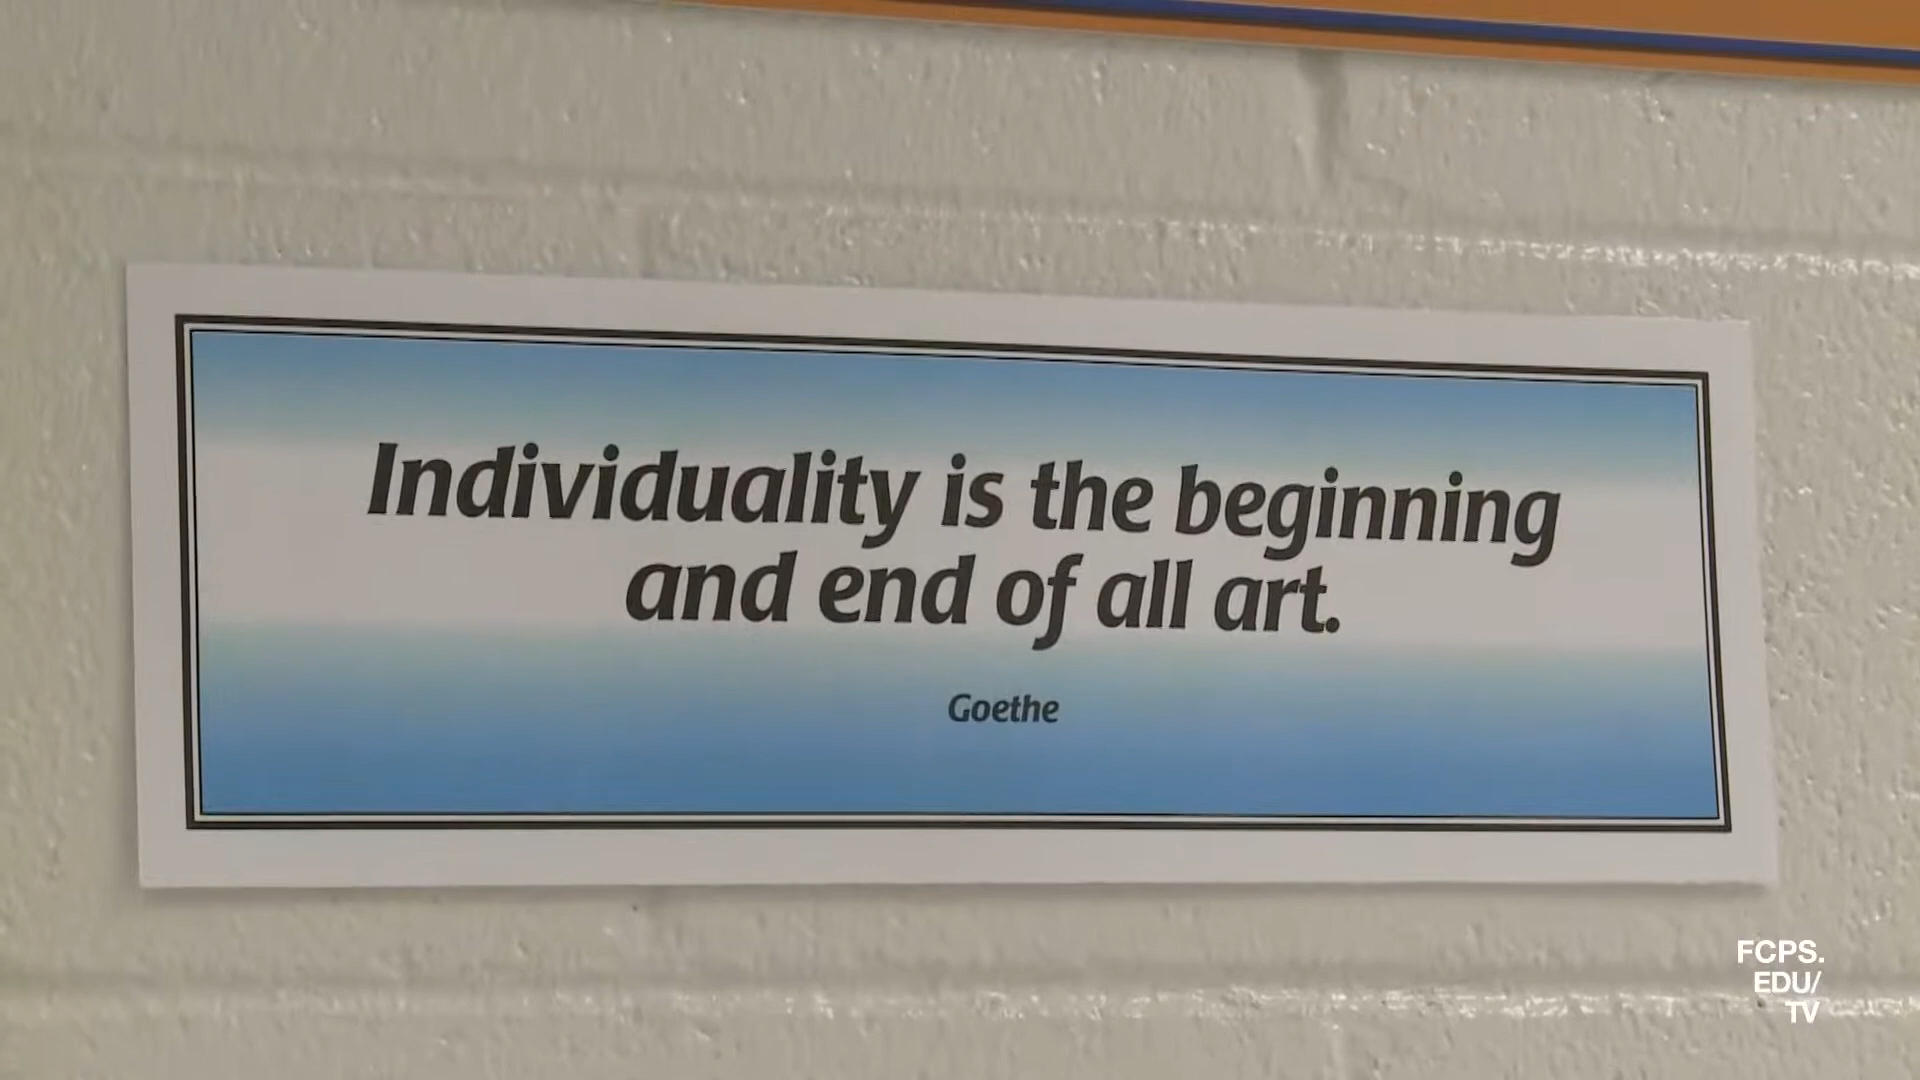 Individuality is the beginning
and end of all art.
Goethe
FCPS.
EDU/
TV